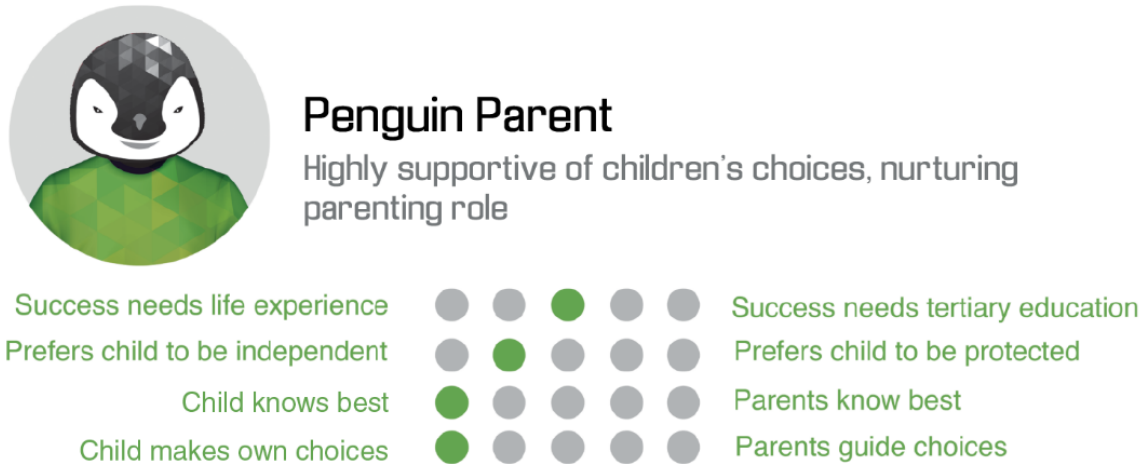 Penguin Parent
Highly supportive of children's choices, nurturing
parenting role
Success needs life experience
Success needs tertiary education
Prefers child to be independent
Prefers child to be protected
Child knows best
Parents know best
Child makes own choices
Parents guide choices